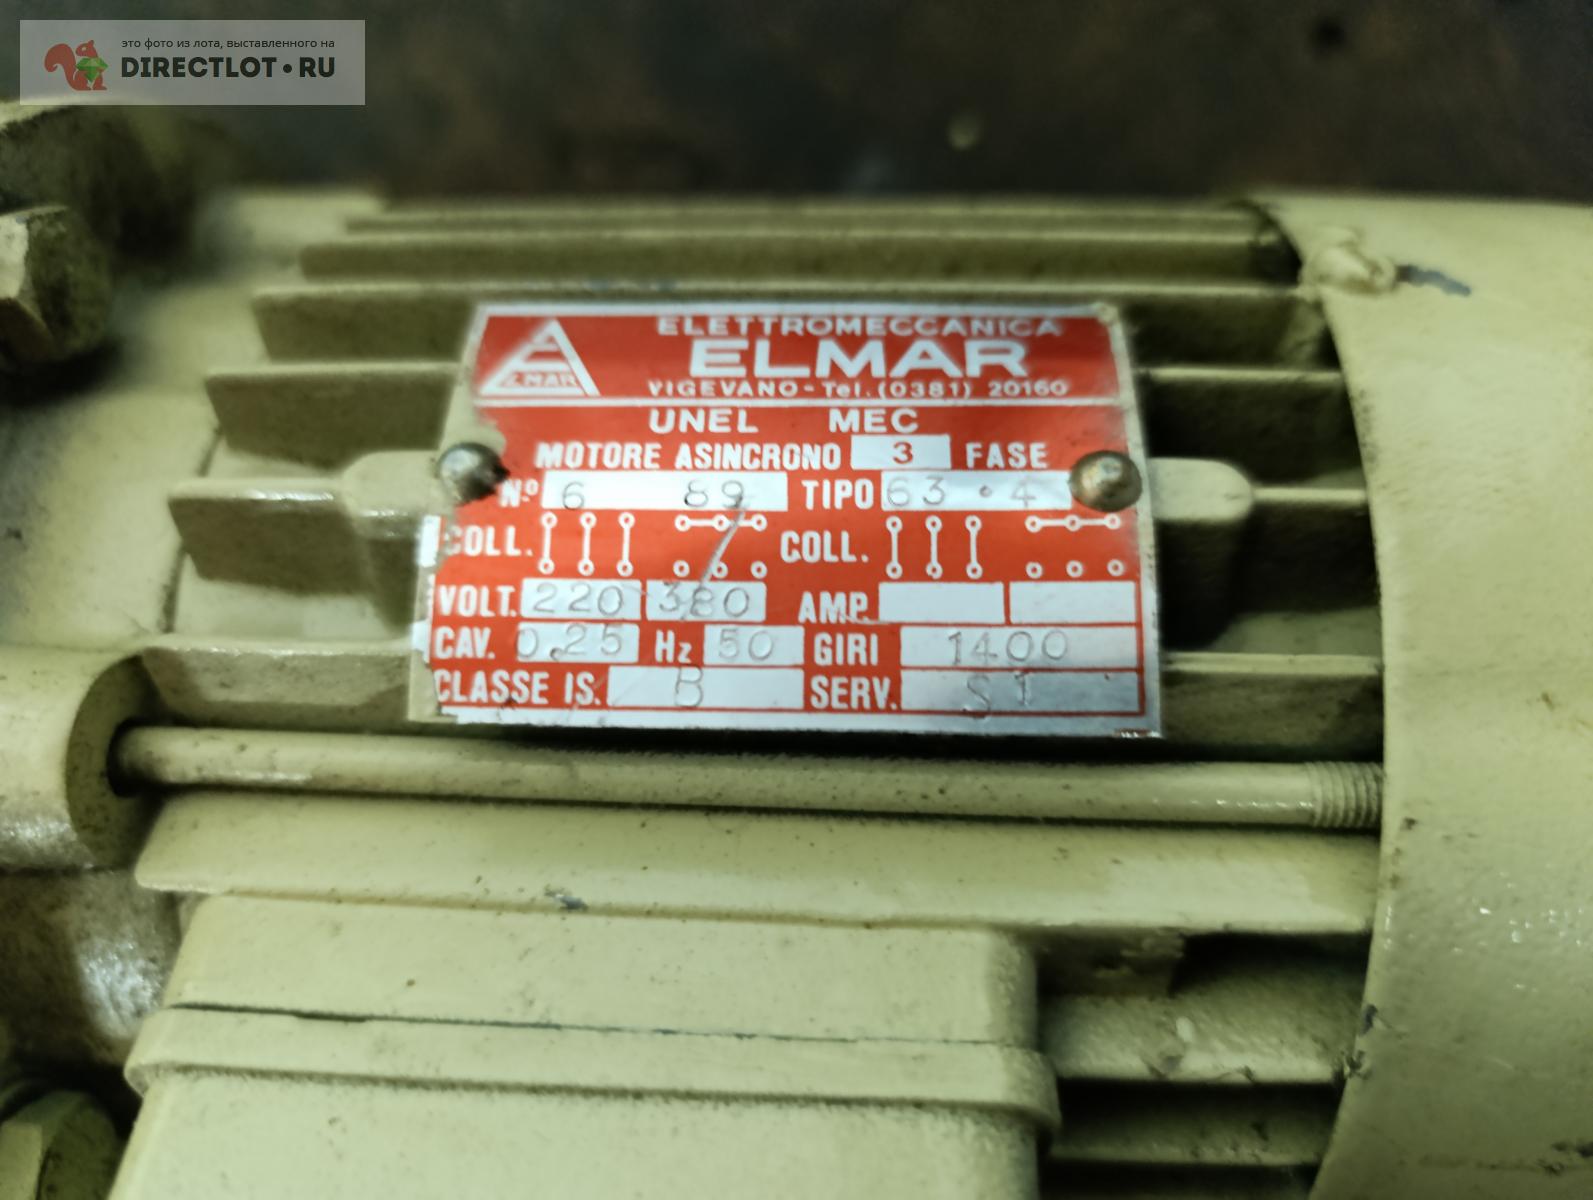 это фото из лота, выставленного на
DIRECTLOT•RU
ELETTROMECCANICA
ELMAR
ELMAR
VIGEVANO-Tel.(0381) 20160
UNEL MEC
MOTORE ASINCRONO 3 FASE
N.º 6 89 TIPO 63·4
COLL. COLL.
VOLT. 220 380 AMP.
CAV. 0.25 Hz 50 GIRI 1400
CLASSE IS. B SERV. S1